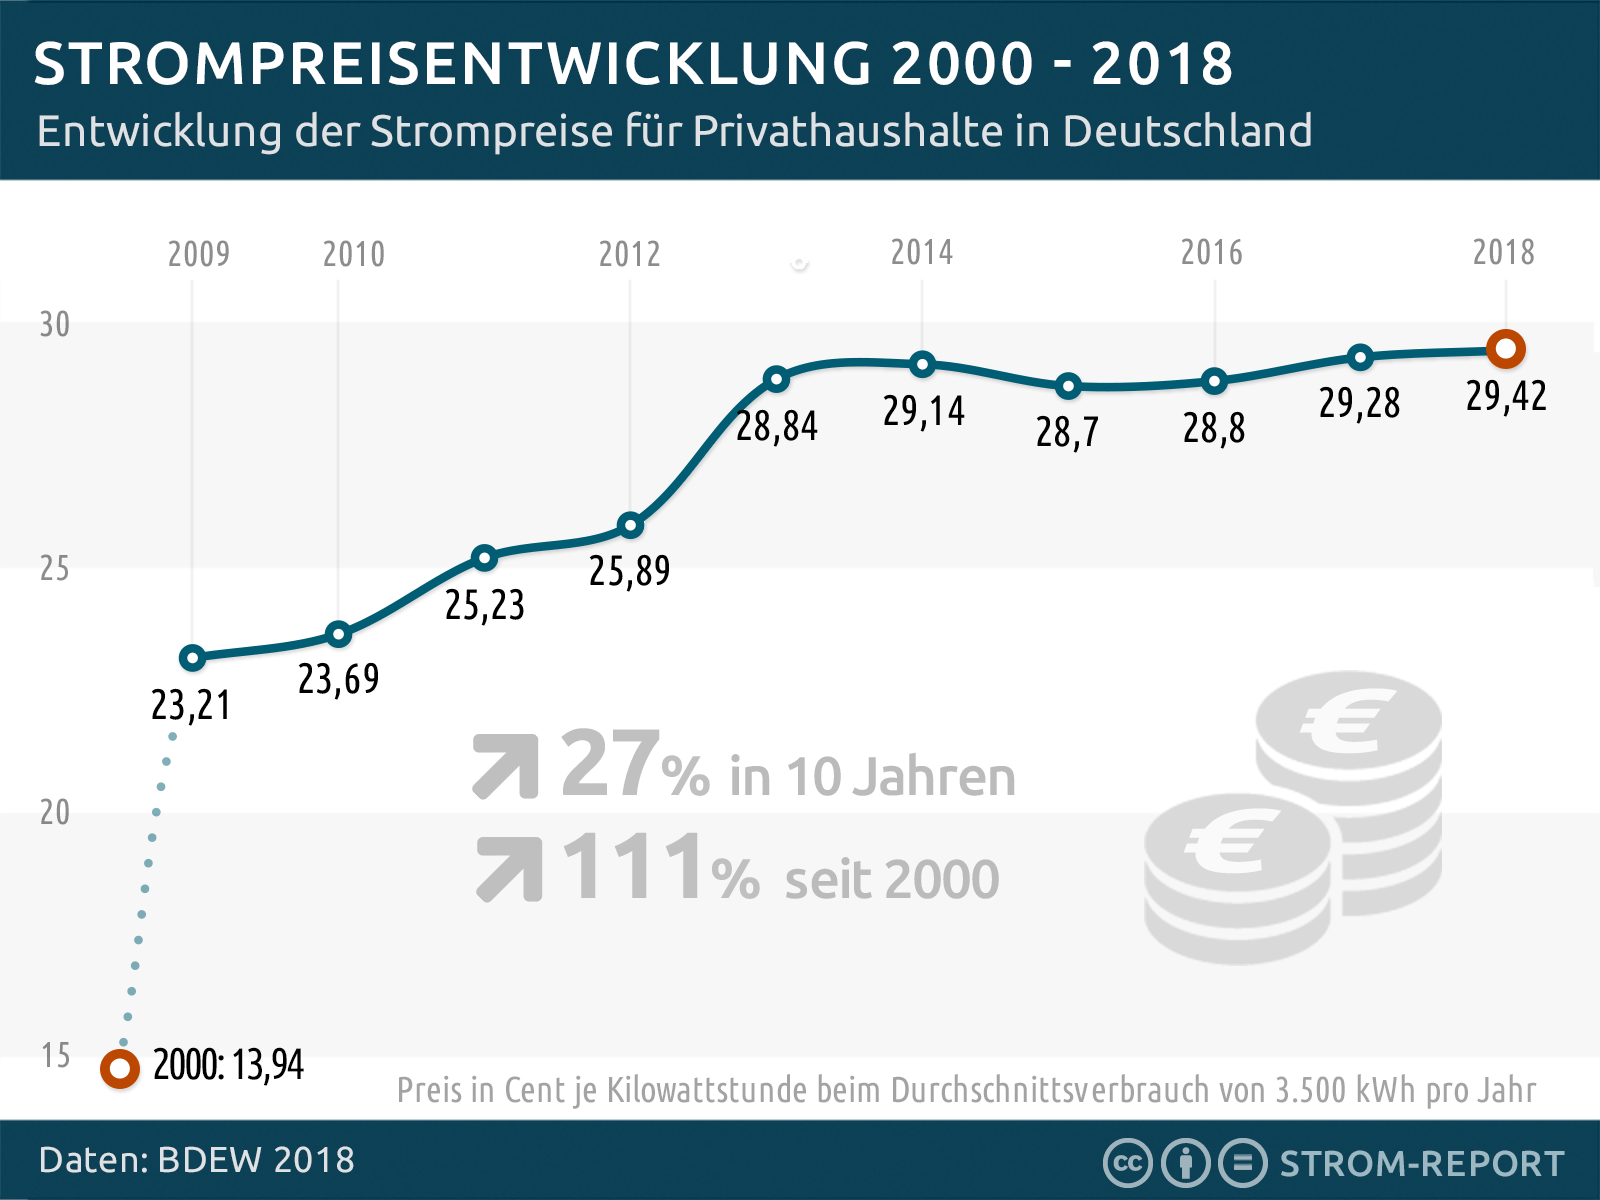 STROMPREISENTWICKLUNG 2000 - 2018
Entwicklung der Strompreise für Privathaushalte in Deutschland
2009 2010 2012 2014 2016 2018
30
25
20
15
23,21
23,69
25,23
25,89
28,84
29,14
28,7
28,8
29,28
29,42
27% in 10 Jahren
111% seit 2000
€
€
2000: 13,94
Preis in Cent je Kilowattstunde beim Durchschnittsverbrauch von 3.500 kWh pro Jahr
Daten: BDEW 2018
cc STROM-REPORT